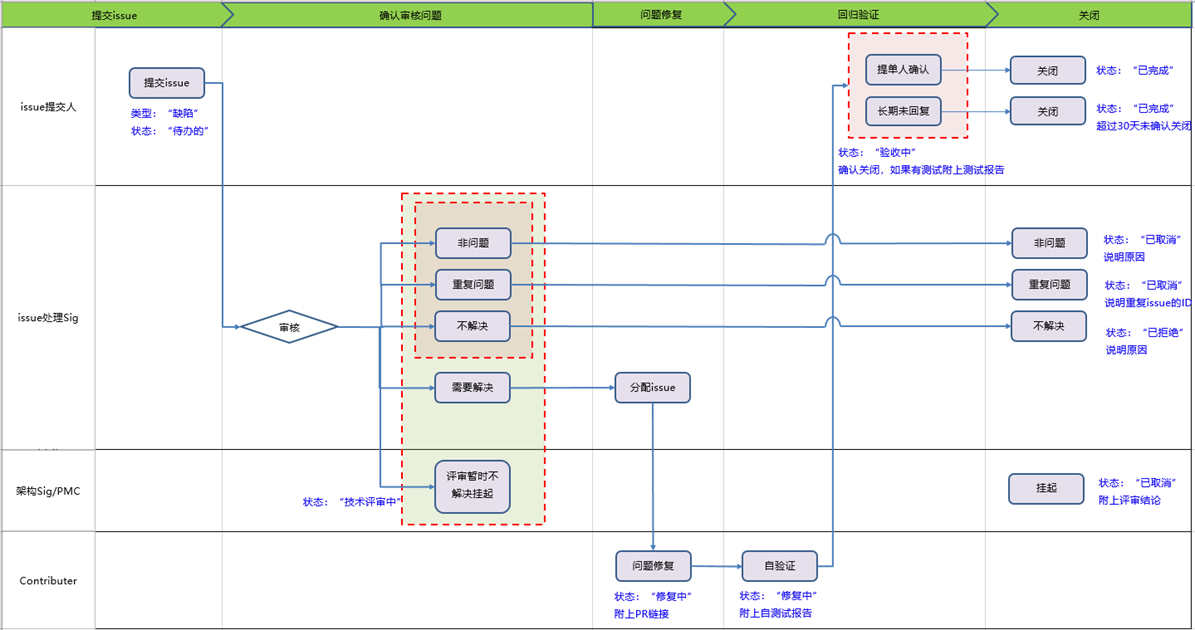 提交issue
确认审核问题
问题修复
回归验证
关闭
issue提交人
提交issue
类型：“缺陷”
状态：“待办的”
提单人确认
长期未回复
状态：“验收中”
确认关闭，如果有测试附上测试报告
关闭
状态：“已完成”
关闭
状态：“已完成”
超过30天未确认关闭
issue处理Sig
审核
非问题
重复问题
不解决
需要解决
分配issue
非问题
状态：“已取消”
说明原因
重复问题
状态：“已取消”
说明重复issue的ID
不解决
状态：“已拒绝”
说明原因
架构Sig/PMC
状态：“技术评审中”
评审暂时不
解决挂起
挂起
状态：“已取消”
附上评审结论
Contributer
问题修复
状态：“修复中”
附上PR链接
自验证
状态：“修复中”
附上自测试报告